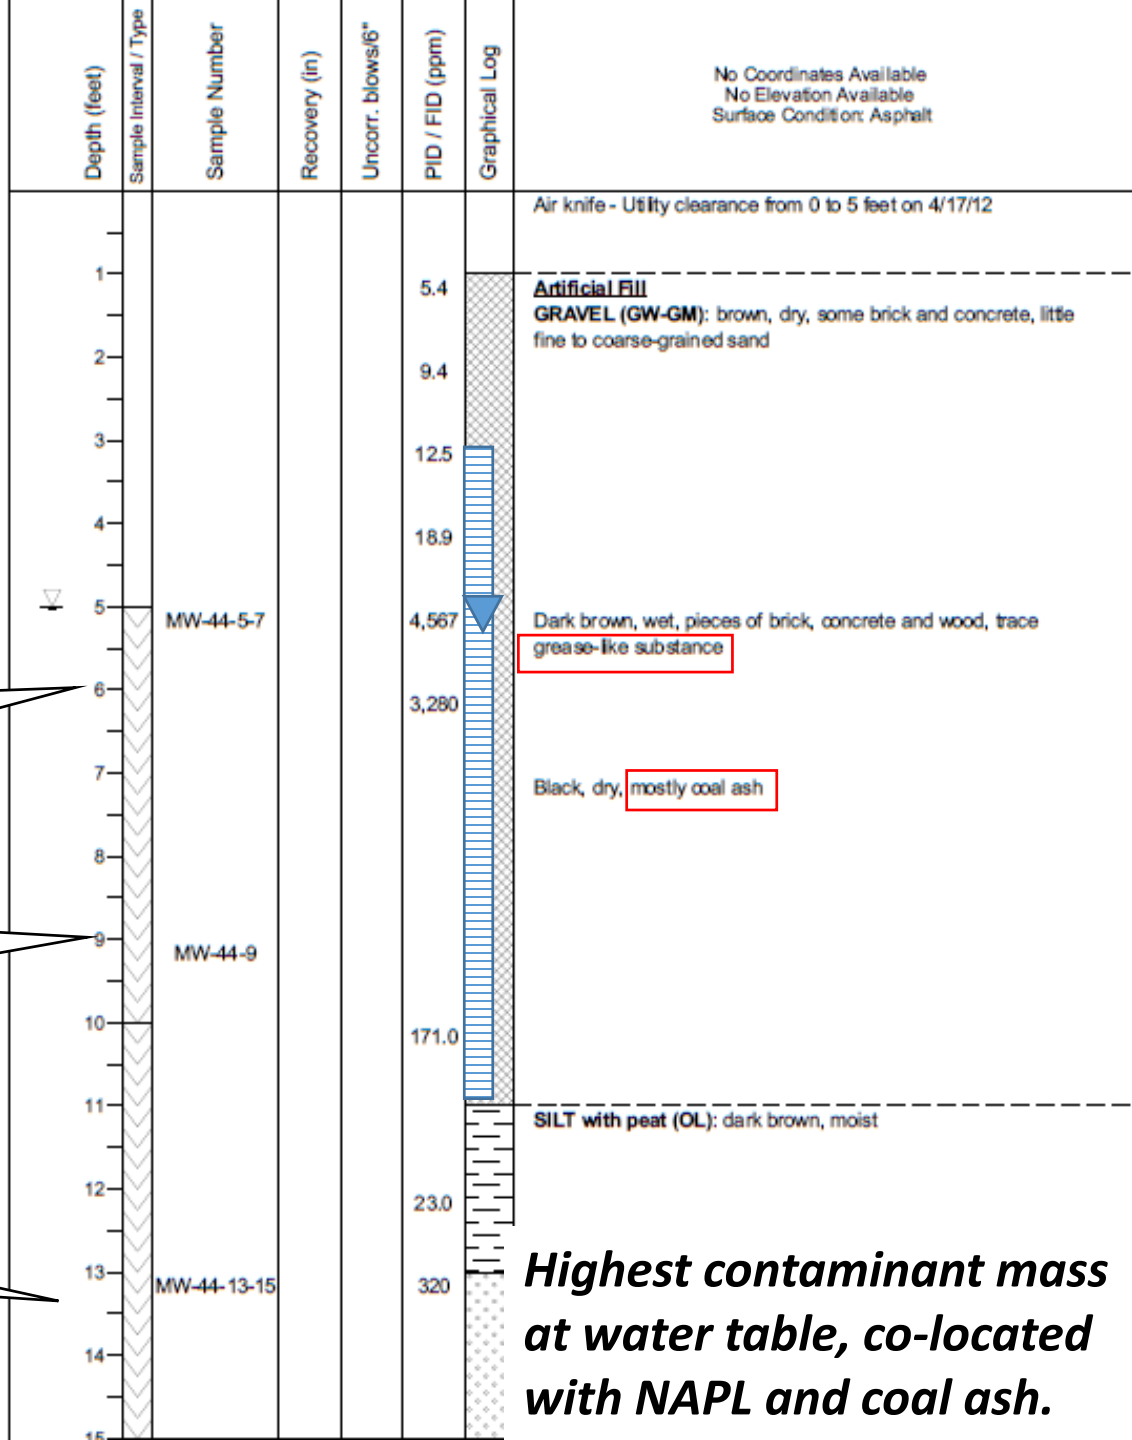 Depth (feet)
Sample Interval / Type
Sample Number
Recovery (in)
Uncorr. blows/6"
PID / FID (ppm)
Graphical Log
No Coordinates Available
No Elevation Available
Surface Condition: Asphalt
Air knife - Utility clearance from 0 to 5 feet on 4/17/12
1
5.4
Artificial Fill
GRAVEL (GW-GM): brown, dry, some brick and concrete, little
fine to coarse-grained sand
2
9.4
3
12.5
4
18.9
5
MW-44-5-7
4,567
Dark brown, wet, pieces of brick, concrete and wood, trace
grease-like substance
6
3,280
7
Black, dry, mostly coal ash
8
9
MW-44-9
10
171.0
11
SILT with peat (OL): dark brown, moist
12
23.0
13
MW-44-13-15
320
Highest contaminant mass
at water table, co-located
with NAPL and coal ash.
14
15